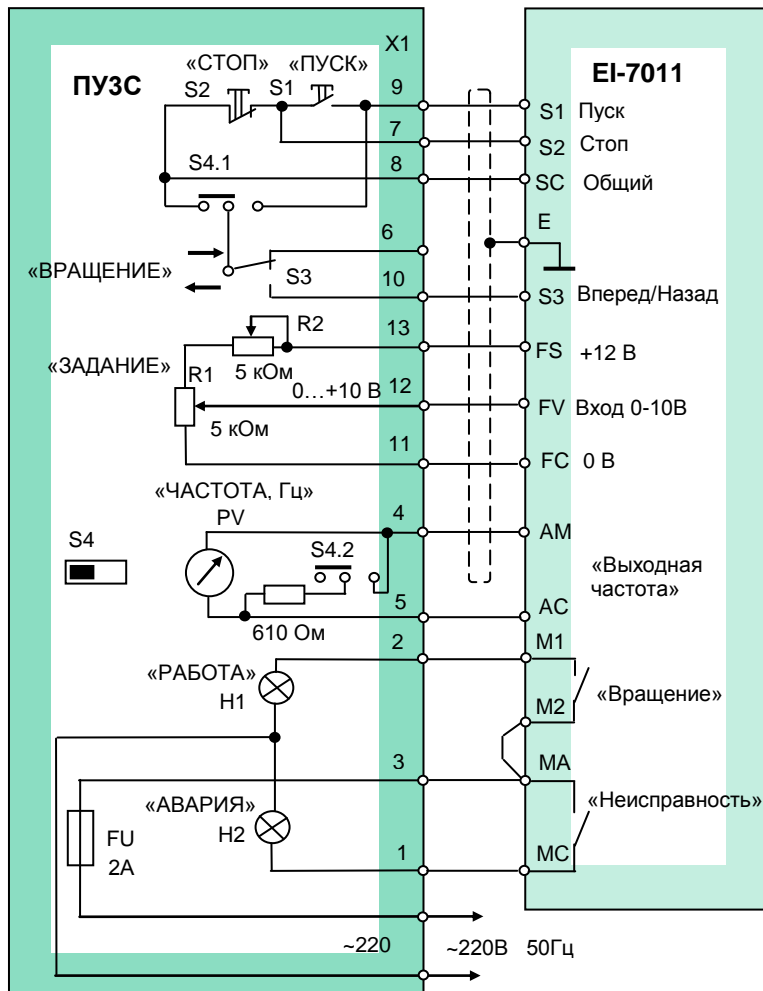 X1
ПУ3С
EI-7011
«СТОП»
«ПУСК»
S2
S1
9
S1 Пуск
7
S2 Стоп
S4.1
8
SC Общий
E
6
«ВРАЩЕНИЕ»
S3
10
S3 Вперед/Назад
13
R2
FS +12 В
«ЗАДАНИЕ»
R1
5 кОм
0…+10 В
12
FV Вход 0-10В
5 кОм
11
FC 0 В
«ЧАСТОТА, Гц»
PV
4
AM
S4
S4.2
«Выходная
частота»
5
AC
610 Ом
2
M1
«РАБОТА»
H1
M2
«Вращение»
3
MA
«АВАРИЯ»
H2
«Неисправность»
FU
2А
1
MC
~220
~220В 50Гц